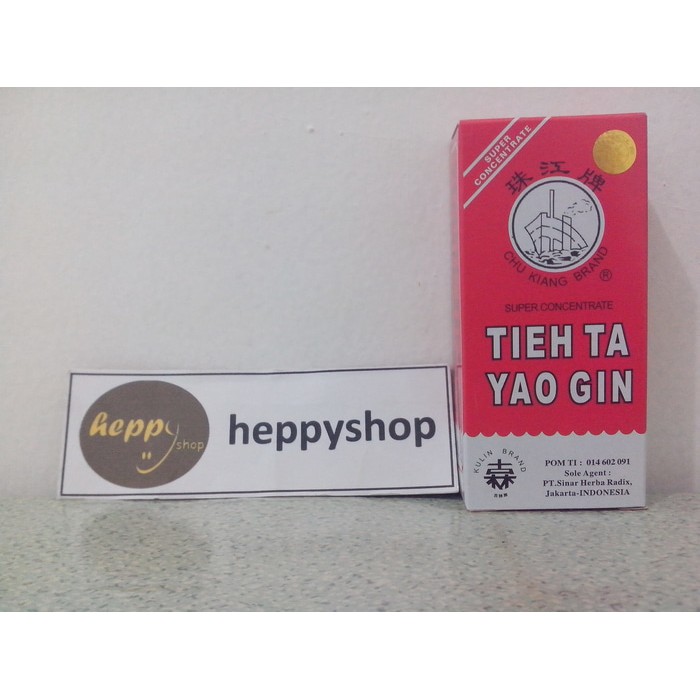 heppy
shop
heppyshop
SUPER
CONCENTRATE
珠江牌
CHU KIANG BRAND
®
SUPER CONCENTRATE
TIEH TA
YAO GIN
KULIN BRAND
POM TI : 014 602 091
Sole Agent :
PT.Sinar Herba Radix,
Jakarta-INDONESIA